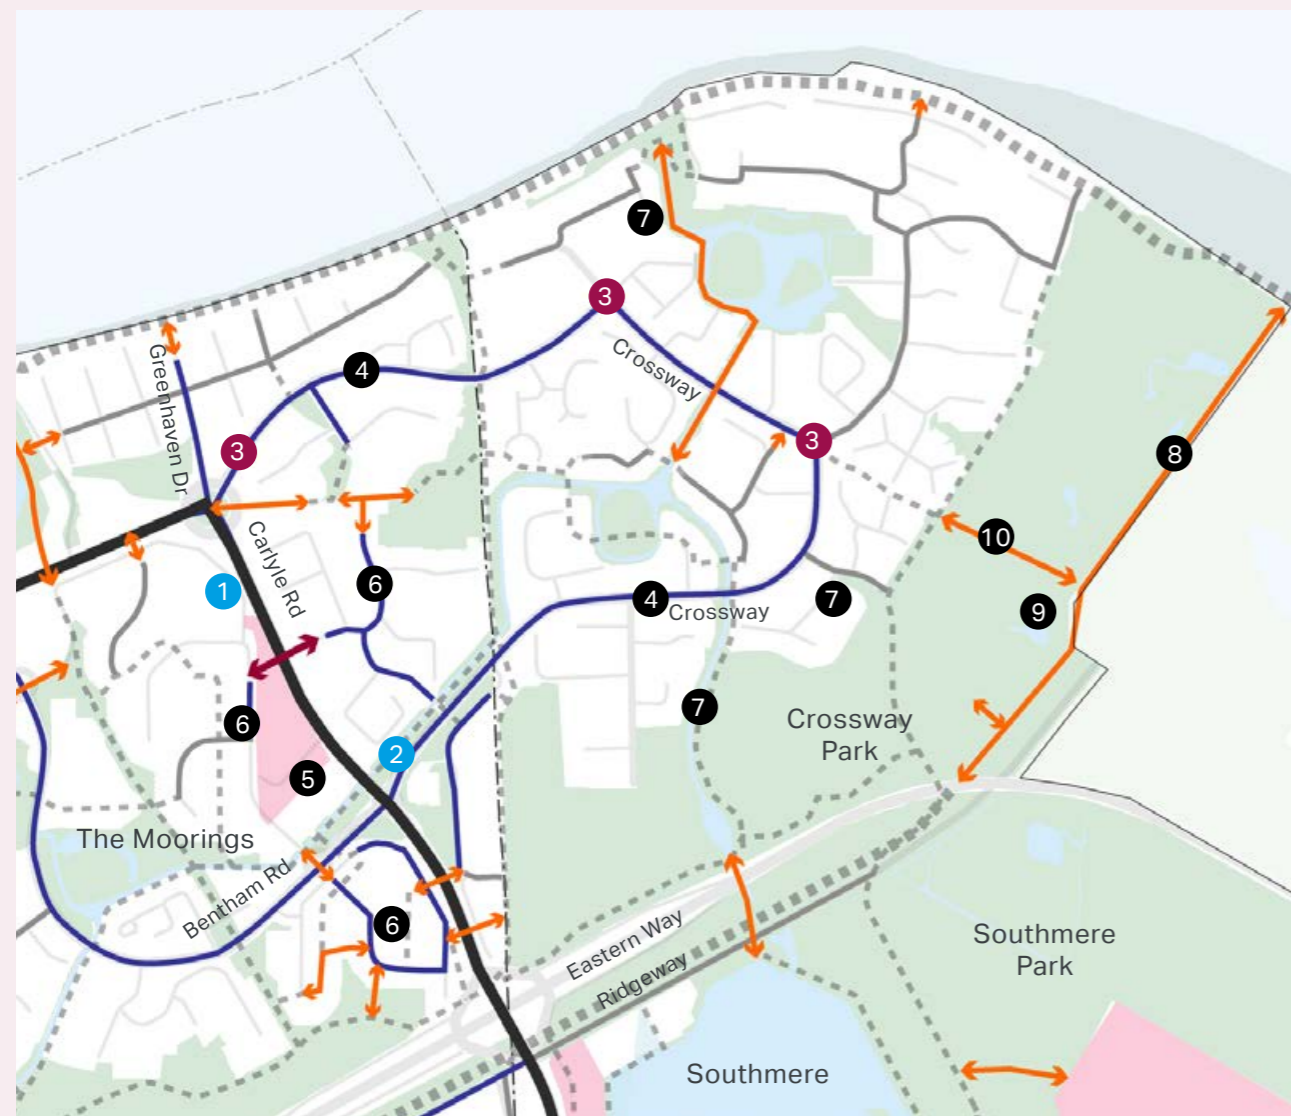 7
3
Crossway
Greenhaven Dr
4
3
3
8
Carlyle Rd
10
1
6
4
Crossway
7
9
6
7
Crossway
Park
2
5
The Moorings
Bentham Rd
6
Eastern Way
Ridgeway
Southmere
Park
Southmere